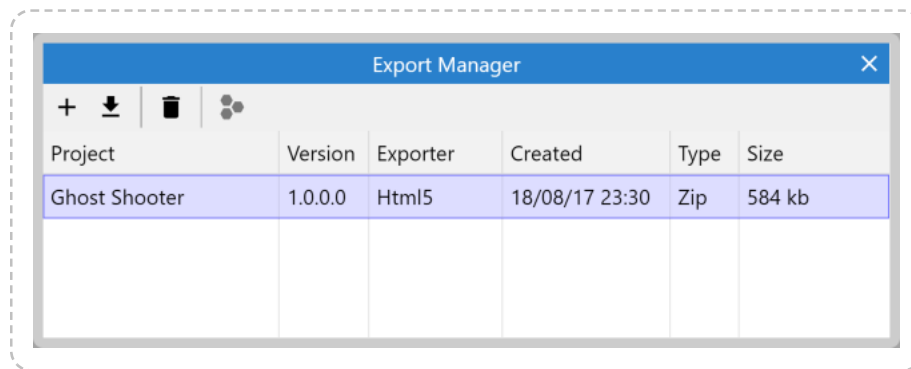 Export Manager
Project Version Exporter Created Type Size
Ghost Shooter 1.0.0.0 Html5 18/08/17 23:30 Zip 584 kb